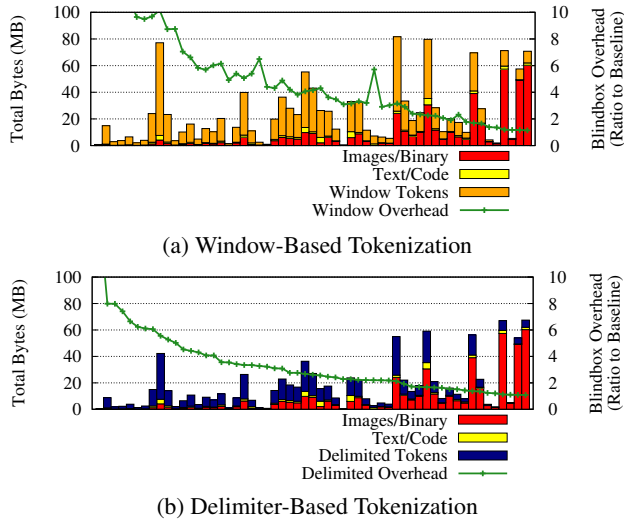 Total Bytes (MB)
100
80
60
40
20
0
10
8
6
4
2
0
Blindbox Overhead
(Ratio to Baseline)
Images/Binary
Text/Code
Window Tokens
Window Overhead
(a) Window-Based Tokenization
Total Bytes (MB)
100
80
60
40
20
0
10
8
6
4
2
0
Blindbox Overhead
(Ratio to Baseline)
Images/Binary
Text/Code
Delimited Tokens
Delimited Overhead
(b) Delimiter-Based Tokenization